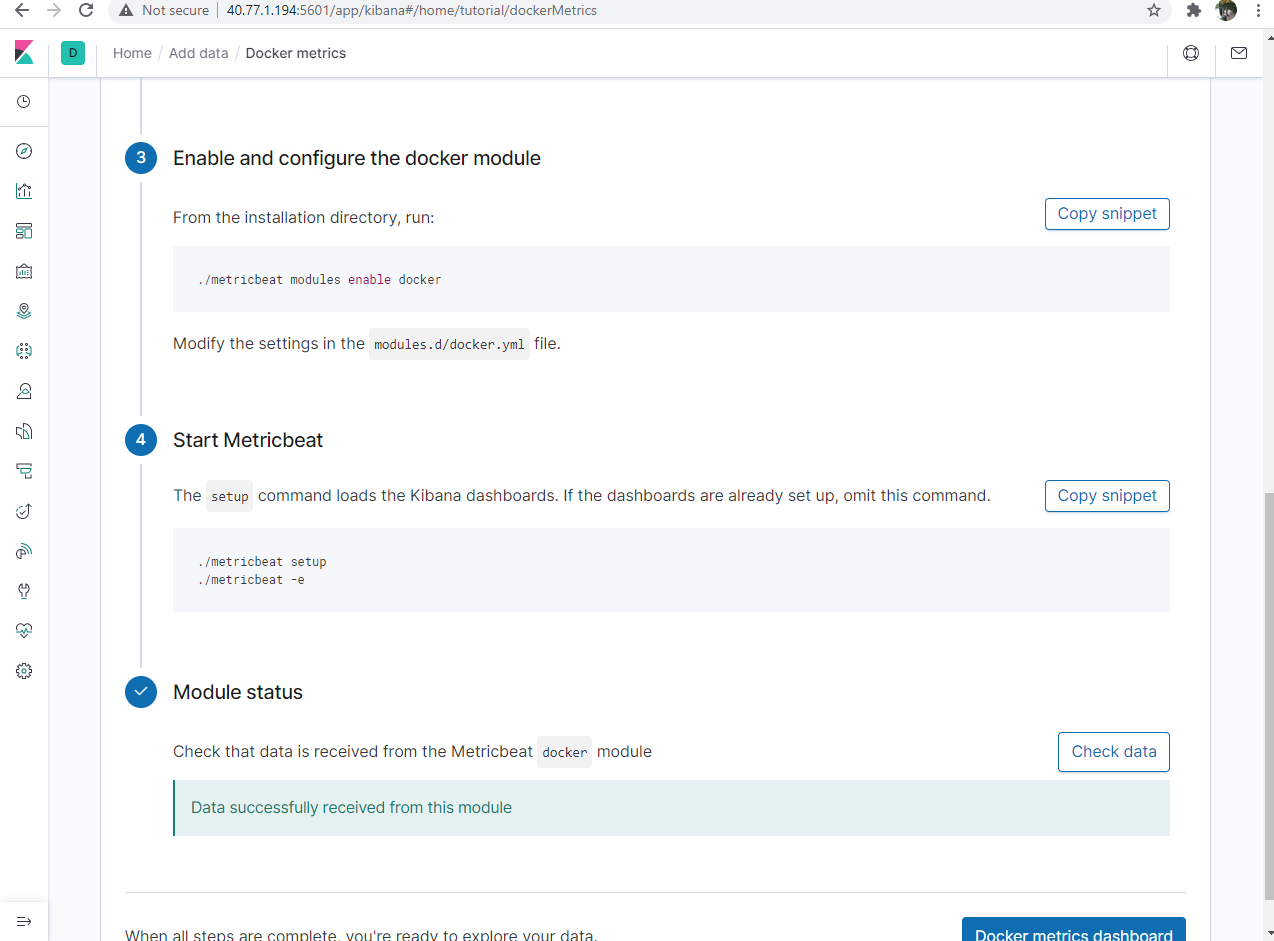 Not secure | 40.77.1.194:5601/app/kibana#/home/tutorial/dockerMetrics
D Home / Add data / Docker metrics
3 Enable and configure the docker module
From the installation directory, run:
Copy snippet
./metricbeat modules enable docker
Modify the settings in the modules.d/docker.yml file.
4 Start Metricbeat
The setup command loads the Kibana dashboards. If the dashboards are already set up, omit this command.
Copy snippet
./metricbeat setup
./metricbeat -e
Module status
Check that data is received from the Metricbeat docker module
Check data
Data successfully received from this module
When all steps are complete, you're ready to explore your data.
Docker metrics dashboard